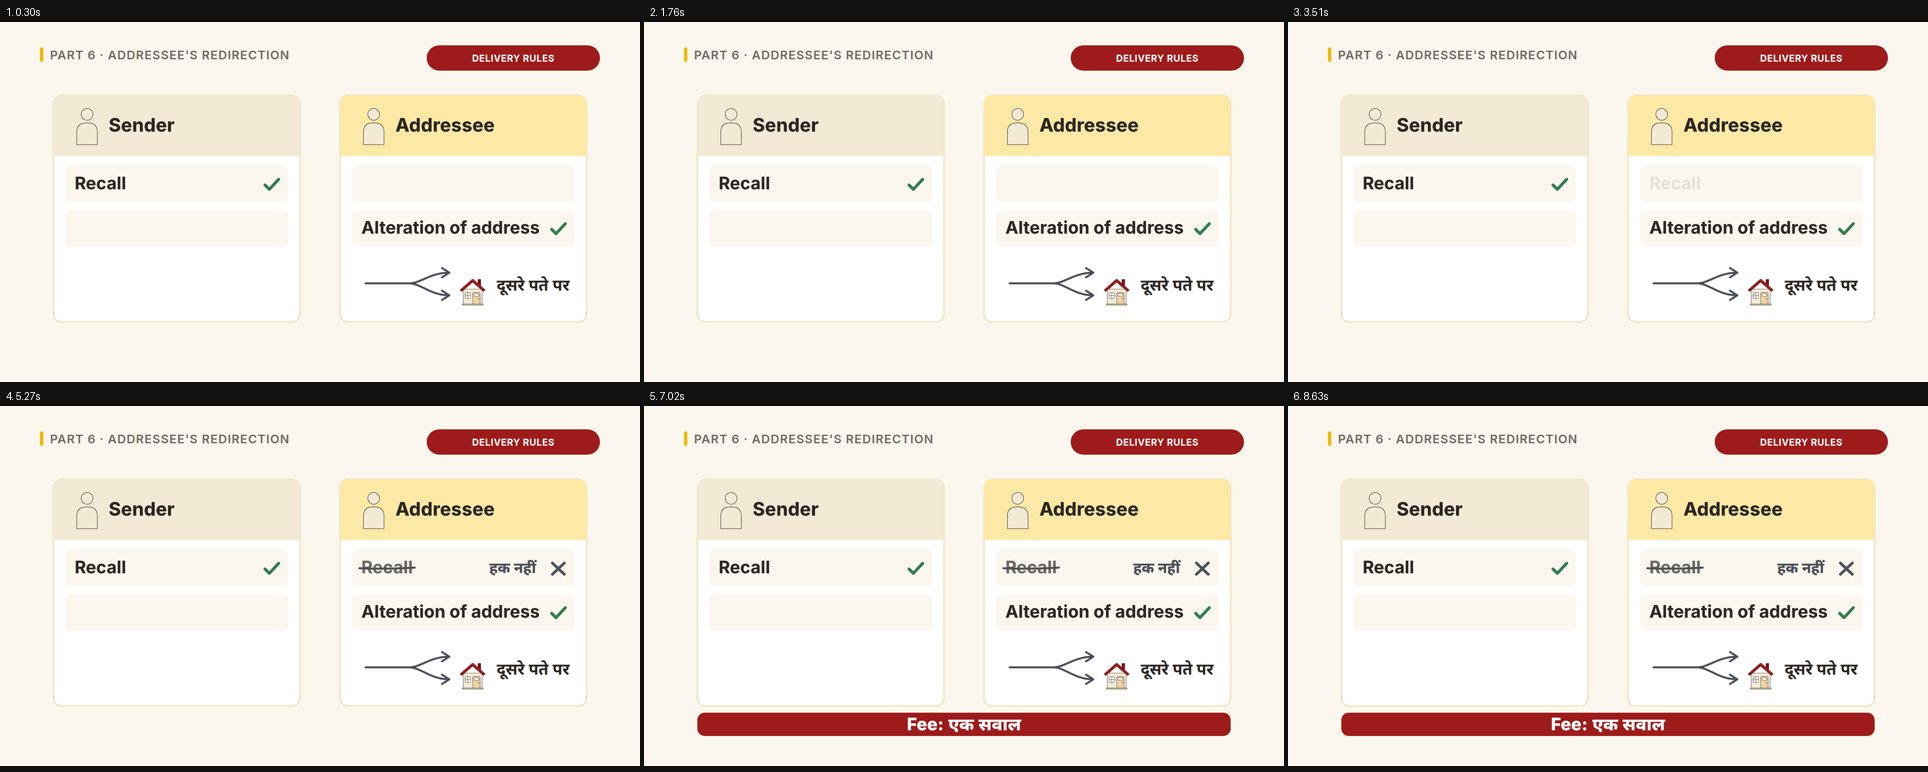 1. 0.30s
PART 6 · ADDRESSEE'S REDIRECTION
DELIVERY RULES
Sender
Recall
Addressee
Alteration of address
दूसरे पते पर
2. 1.76s
PART 6 · ADDRESSEE'S REDIRECTION
DELIVERY RULES
Sender
Recall
Addressee
Alteration of address
दूसरे पते पर
3. 3.51s
PART 6 · ADDRESSEE'S REDIRECTION
DELIVERY RULES
Sender
Recall
Addressee
Recall
Alteration of address
दूसरे पते पर
4. 5.27s
PART 6 · ADDRESSEE'S REDIRECTION
DELIVERY RULES
Sender
Recall
Addressee
Recall हक नहीं
Alteration of address
दूसरे पते पर
5. 7.02s
PART 6 · ADDRESSEE'S REDIRECTION
DELIVERY RULES
Sender
Recall
Addressee
Recall हक नहीं
Alteration of address
दूसरे पते पर
Fee: एक सवाल
6. 8.63s
PART 6 · ADDRESSEE'S REDIRECTION
DELIVERY RULES
Sender
Recall
Addressee
Recall हक नहीं
Alteration of address
दूसरे पते पर
Fee: एक सवाल